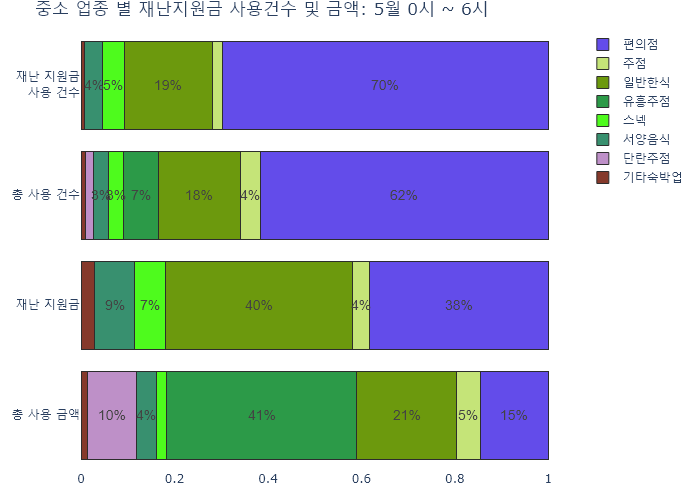 중소 업종 별 재난지원금 사용건수 및 금액: 5월 0시 ~ 6시
재난 지원금
사용 건수
4%
5%
19%
70%
총 사용 건수
3%
3%
7%
18%
4%
62%
재난 지원금
9%
7%
40%
4%
38%
총 사용 금액
10%
4%
41%
21%
5%
15%
0
0.2
0.4
0.6
0.8
1
편의점
주점
일반한식
유흥주점
스넥
서양음식
단란주점
기타숙박업